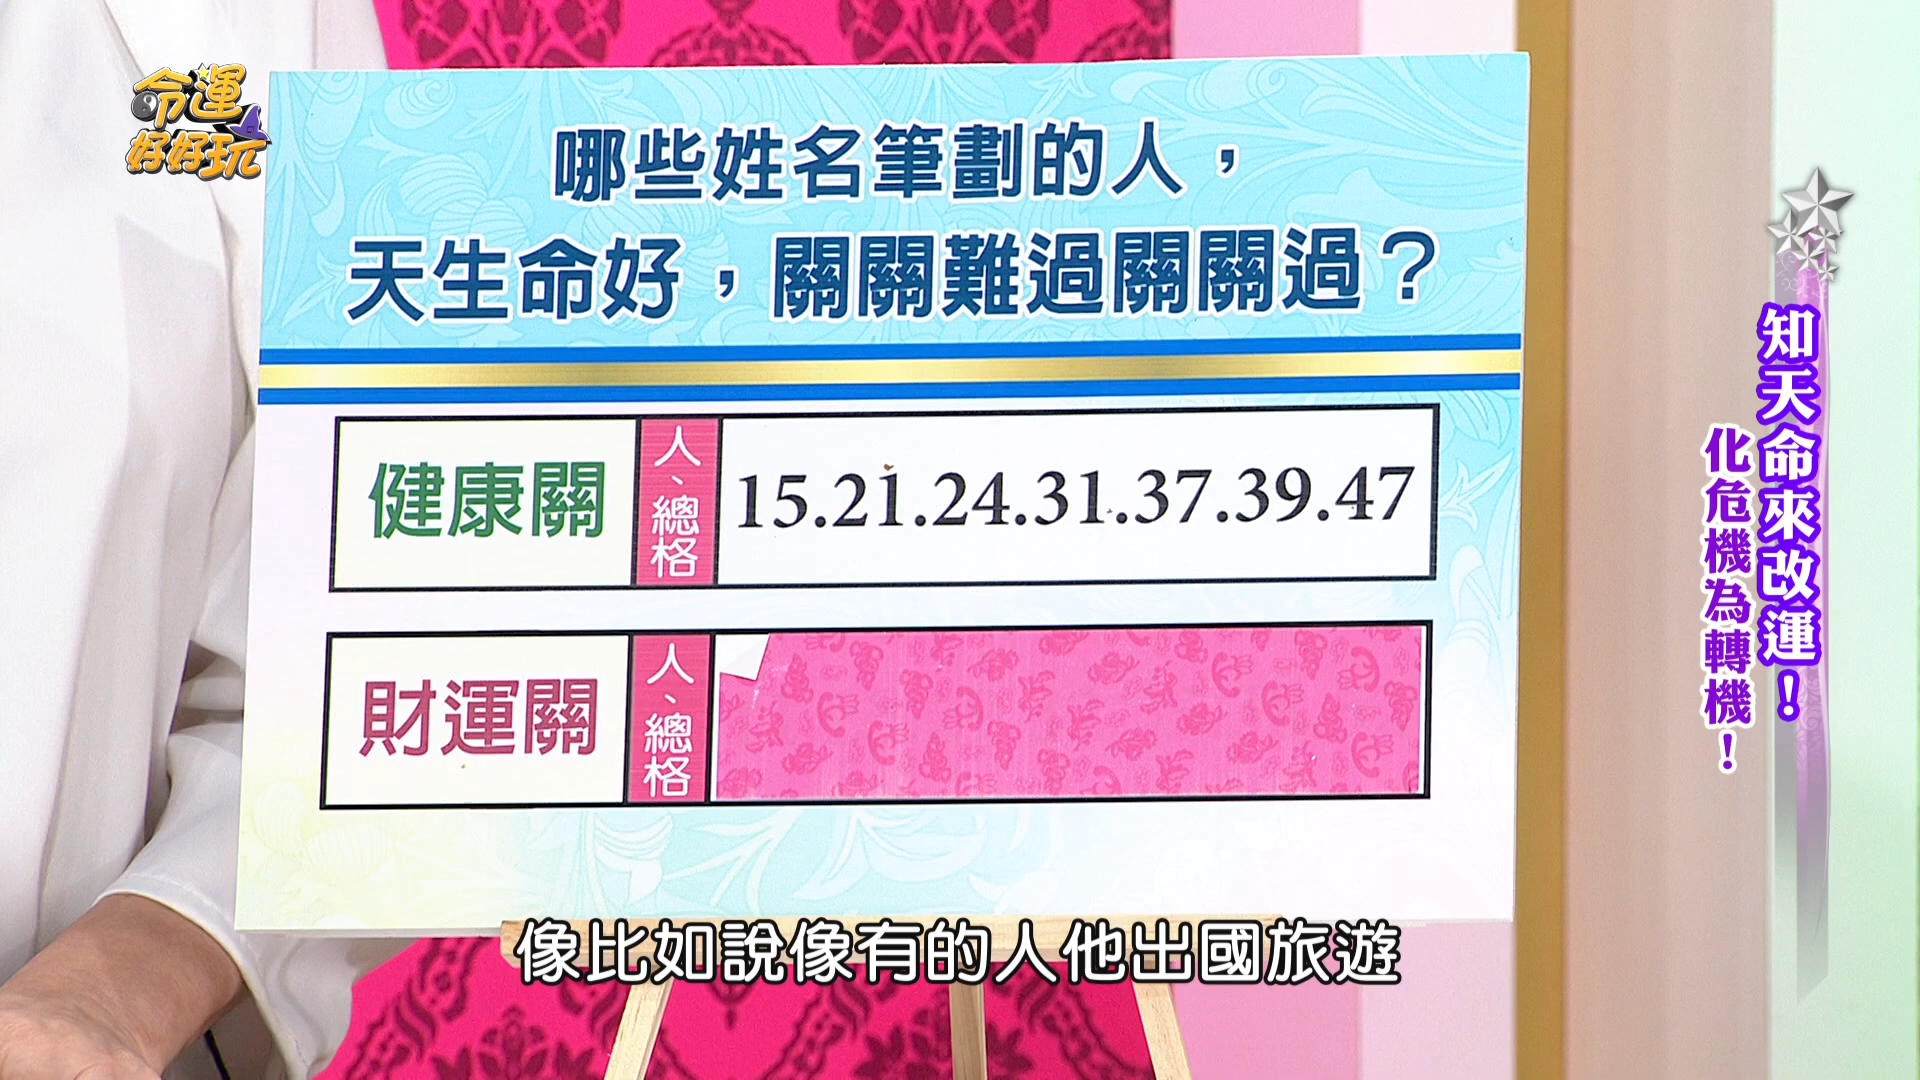 命運
好好玩
哪些姓名筆劃的人，
天生命好，關關難過關關過？
健康關
人、總格
15.21.24.31.37.39.47
財運關
人、總格
知天命來改運！
化危機為轉機！
像比如說像有的人他出國旅遊